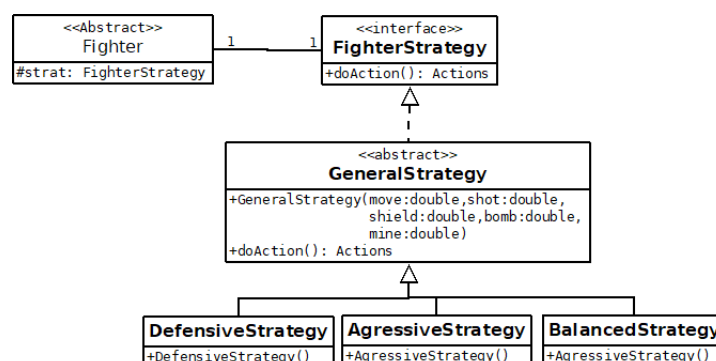 <<Abstract>>
Fighter
#strat: FighterStrategy
1
1
<<interface>>
FighterStrategy
+doAction(): Actions
<<abstract>>
GeneralStrategy
+GeneralStrategy(move:double,shot:double,
shield:double,bomb:double,
mine:double)
+doAction(): Actions
DefensiveStrategy
+DefensiveStrategy()
AgressiveStrategy
+AgressiveStrategy()
BalancedStrategy
+AgressiveStrategy()